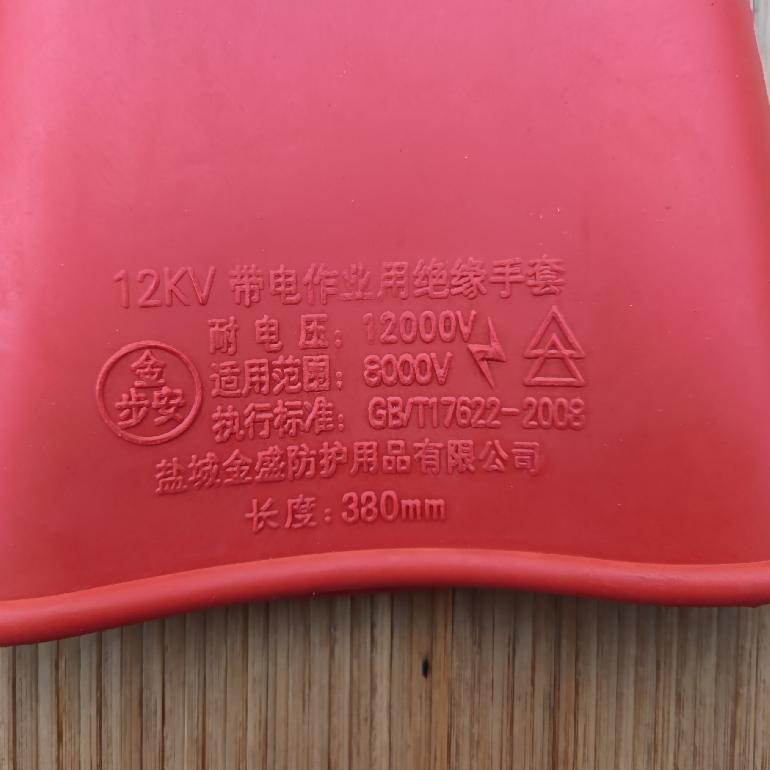 12KV 带电作业用绝缘手套
耐电压：12000V
适用范围：8000V
金
步安
执行标准：GB/T17622-2008
盐城金盛防护用品有限公司
长度：380mm